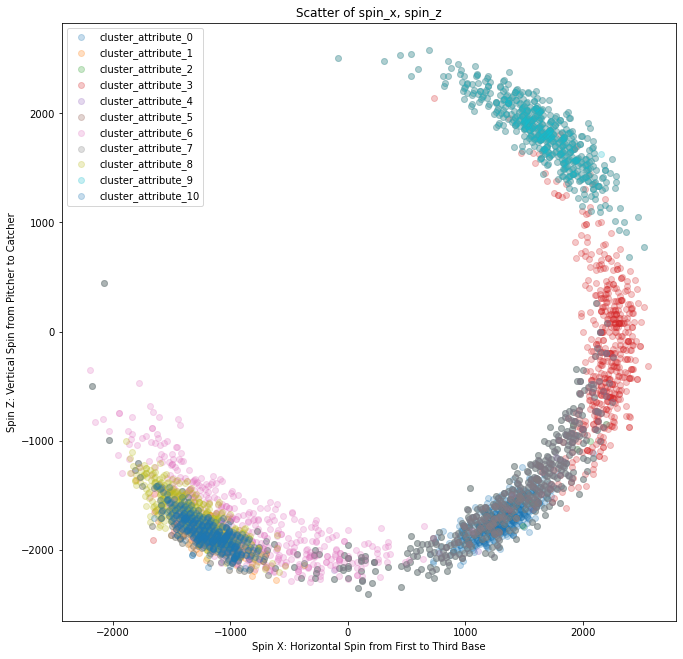 Scatter of spin_x, spin_z
cluster_attribute_0
cluster_attribute_1
cluster_attribute_2
cluster_attribute_3
cluster_attribute_4
cluster_attribute_5
cluster_attribute_6
cluster_attribute_7
cluster_attribute_8
cluster_attribute_9
cluster_attribute_10
2000
1000
0
−1000
−2000
Spin Z: Vertical Spin from Pitcher to Catcher
−2000 −1000 0 1000 2000
Spin X: Horizontal Spin from First to Third Base